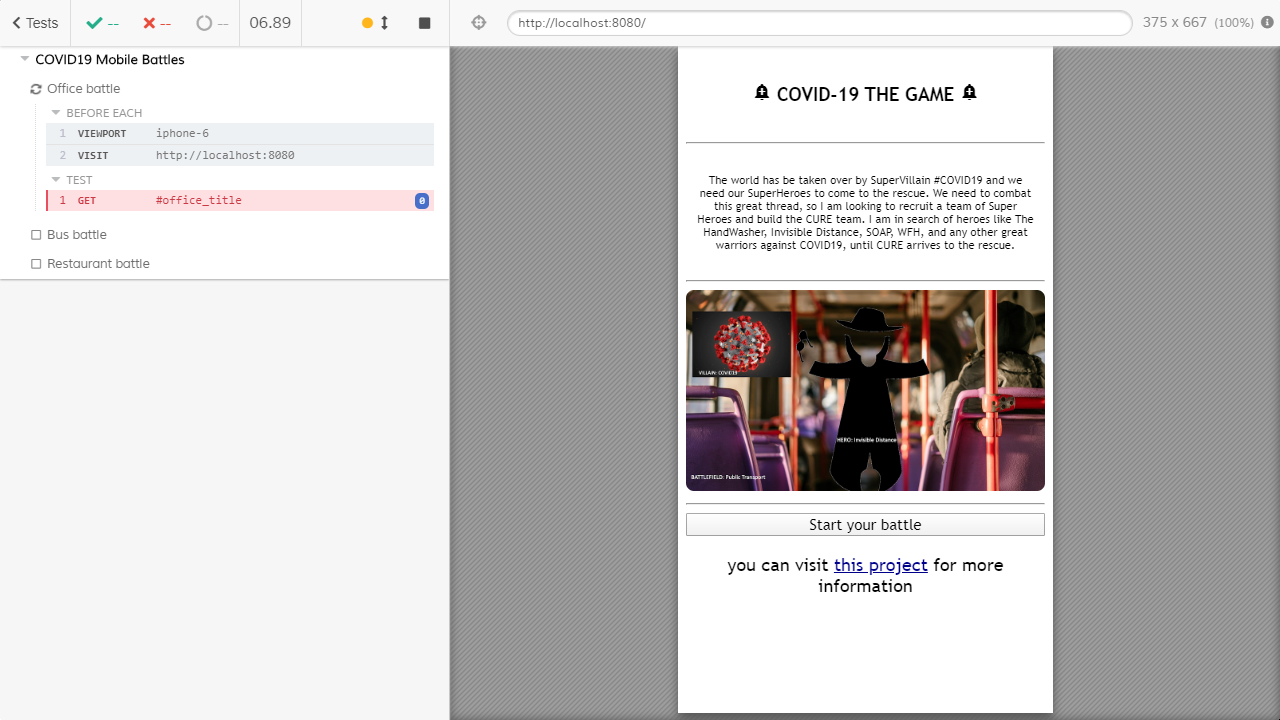 Tests
--
--
--
06.89
http://localhost:8080/
375 x 667 (100%)
COVID19 Mobile Battles
Office battle
BEFORE EACH
1 VIEWPORT iphone-6
2 VISIT http://localhost:8080
TEST
1 GET #office_title 0
Bus battle
Restaurant battle
COVID-19 THE GAME
The world has be taken over by SuperVillain #COVID19 and we
need our SuperHeroes to come to the rescue. We need to combat
this great thread, so I am looking to recruit a team of Super
Heroes and build the CURE team. I am in search of heroes like The
HandWasher, Invisible Distance, SOAP, WFH, and any other great
warriors against COVID19, until CURE arrives to the rescue.
VILLAIN: COVID19
HERO: Invisible Distance
BATTLEFIELD: Public Transport
Start your battle
you can visit this project for more
information